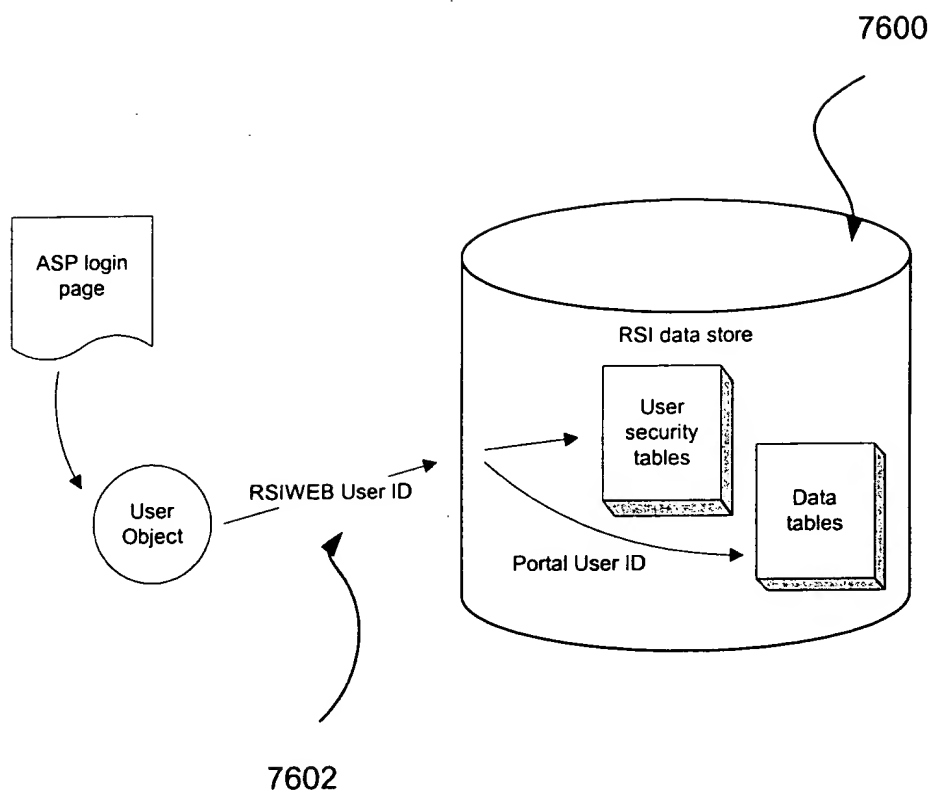 7600
ASP login
page
RSI data store
User
security
tables
RSIWEB User ID
User
Object
Data
tables
Portal User ID
7602